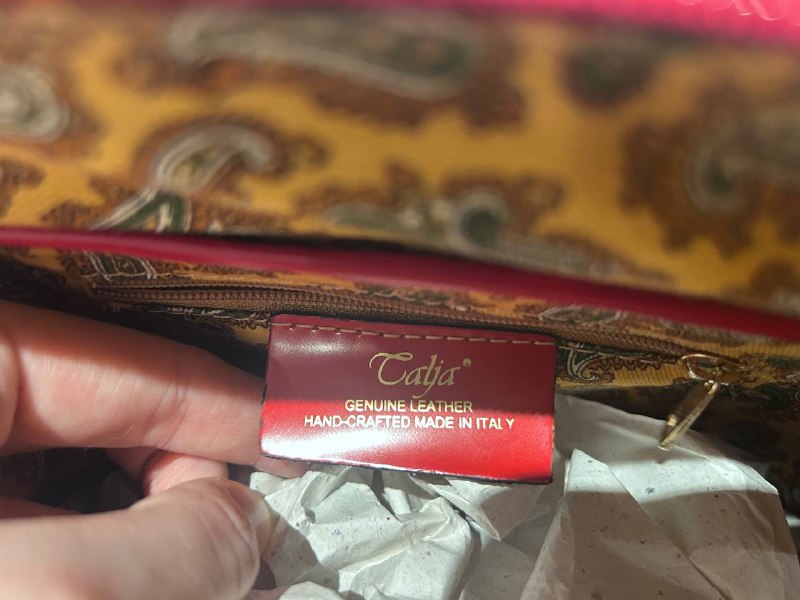 Talja®
GENUINE LEATHER
HAND-CRAFTED MADE IN ITALY